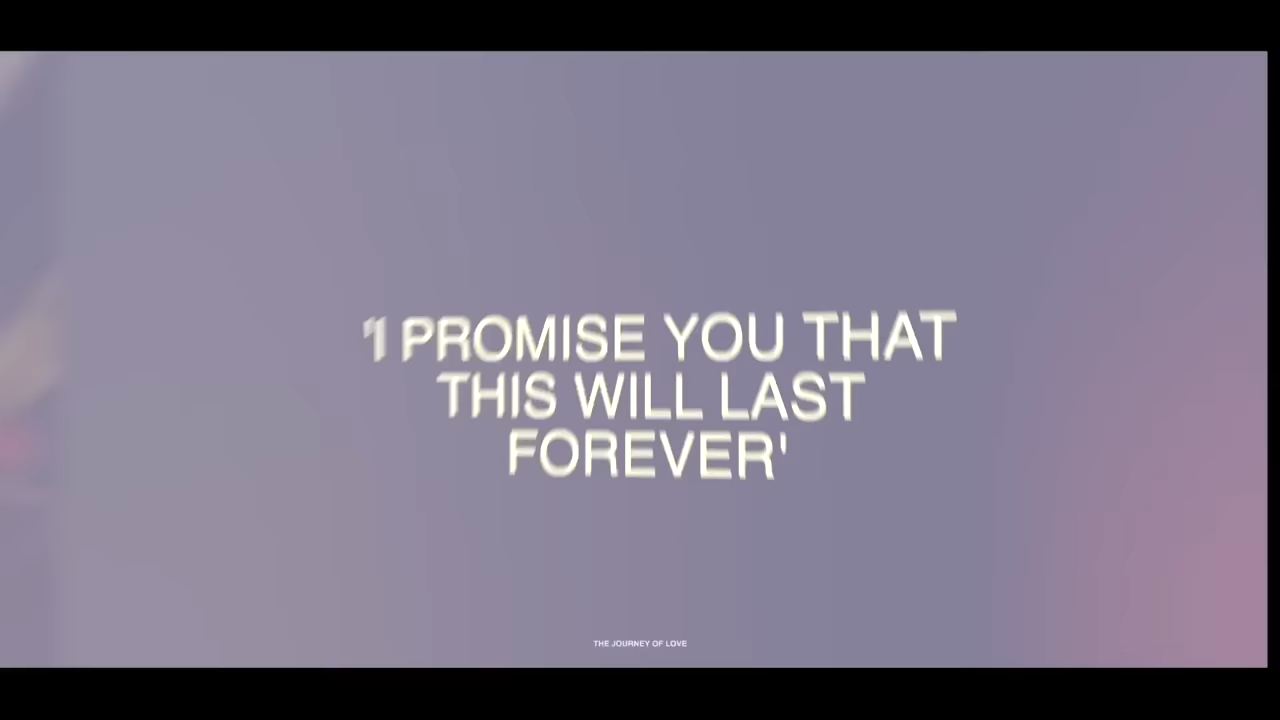 'I PROMISE YOU THAT
THIS WILL LAST
FOREVER'
THE JOURNEY OF LOVE